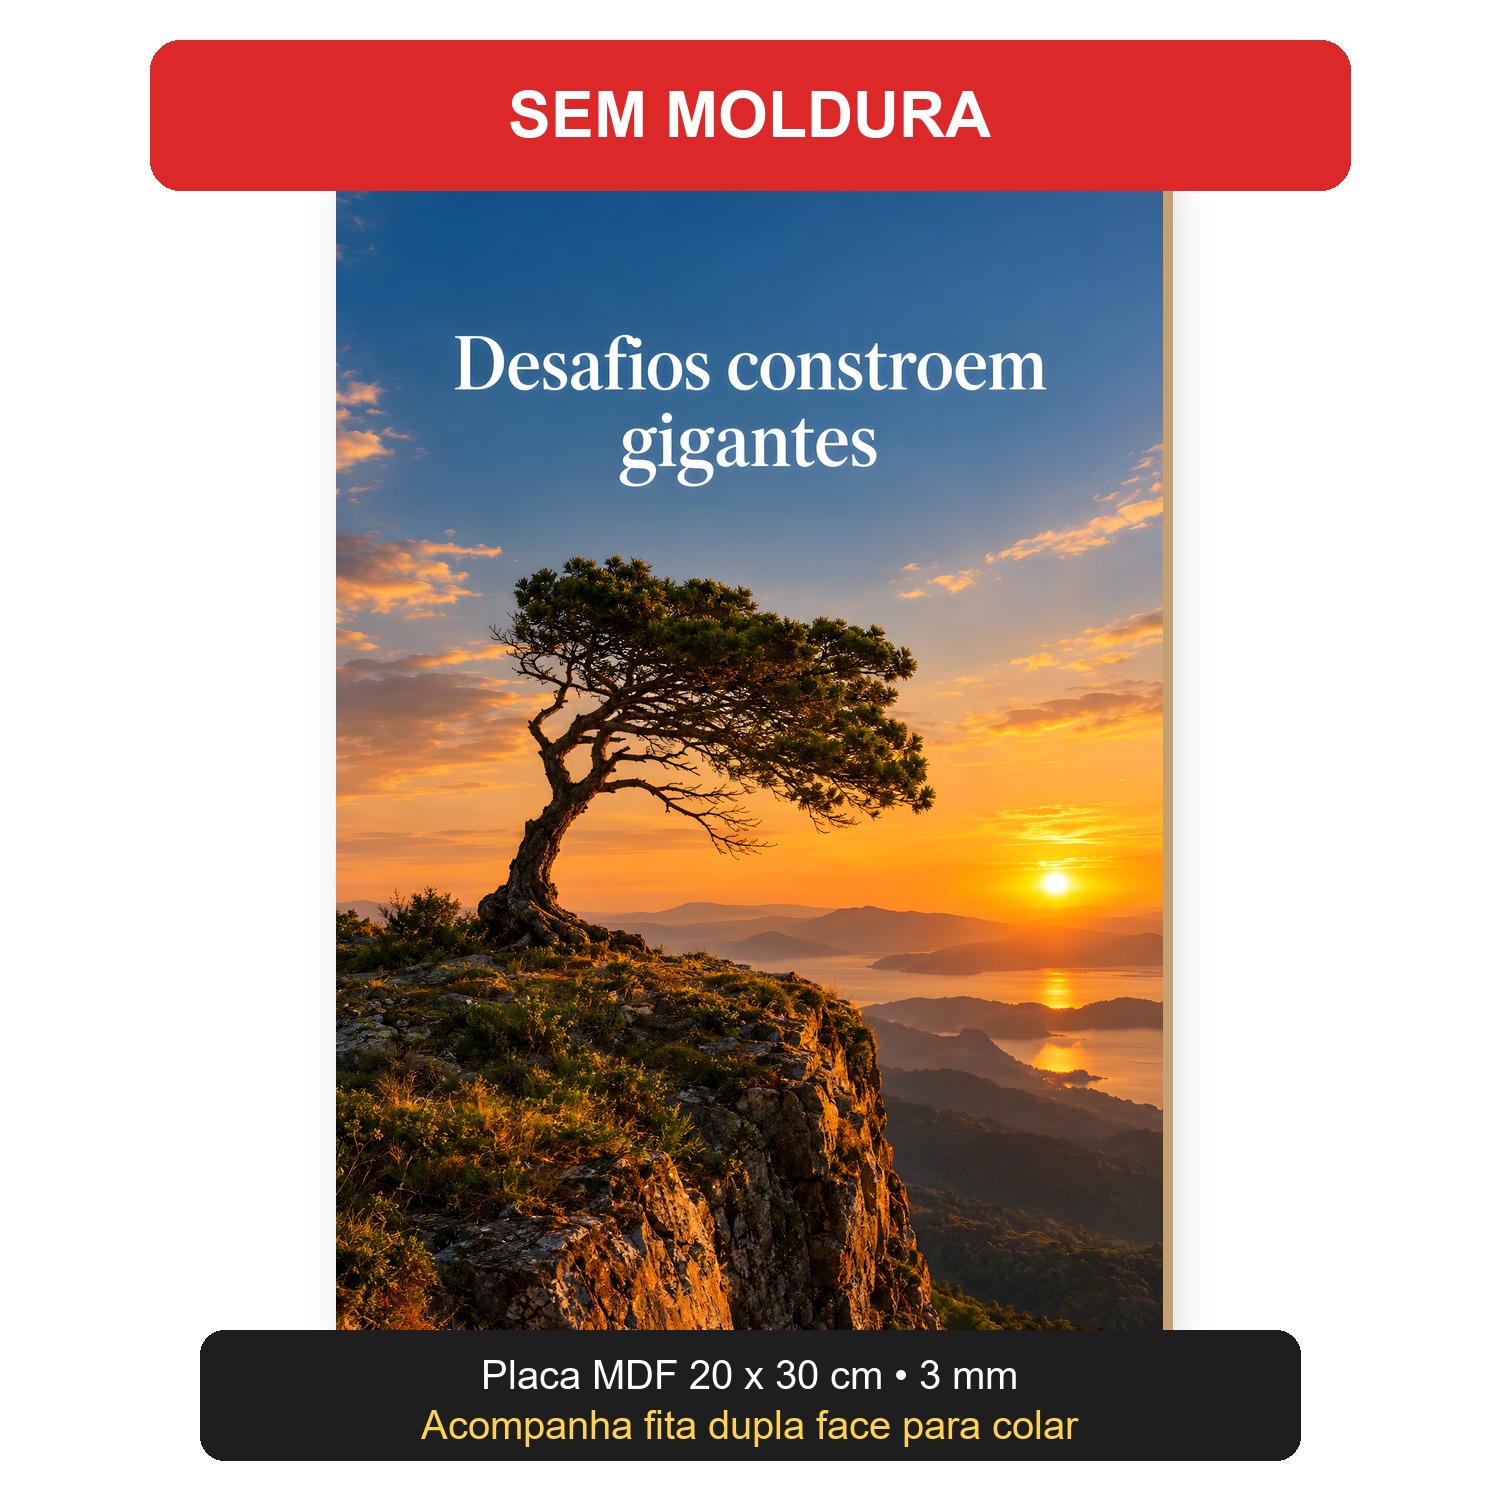 SEM MOLDURA
Desafios constroem
gigantes
Placa MDF 20 x 30 cm • 3 mm
Acompanha fita dupla face para colar